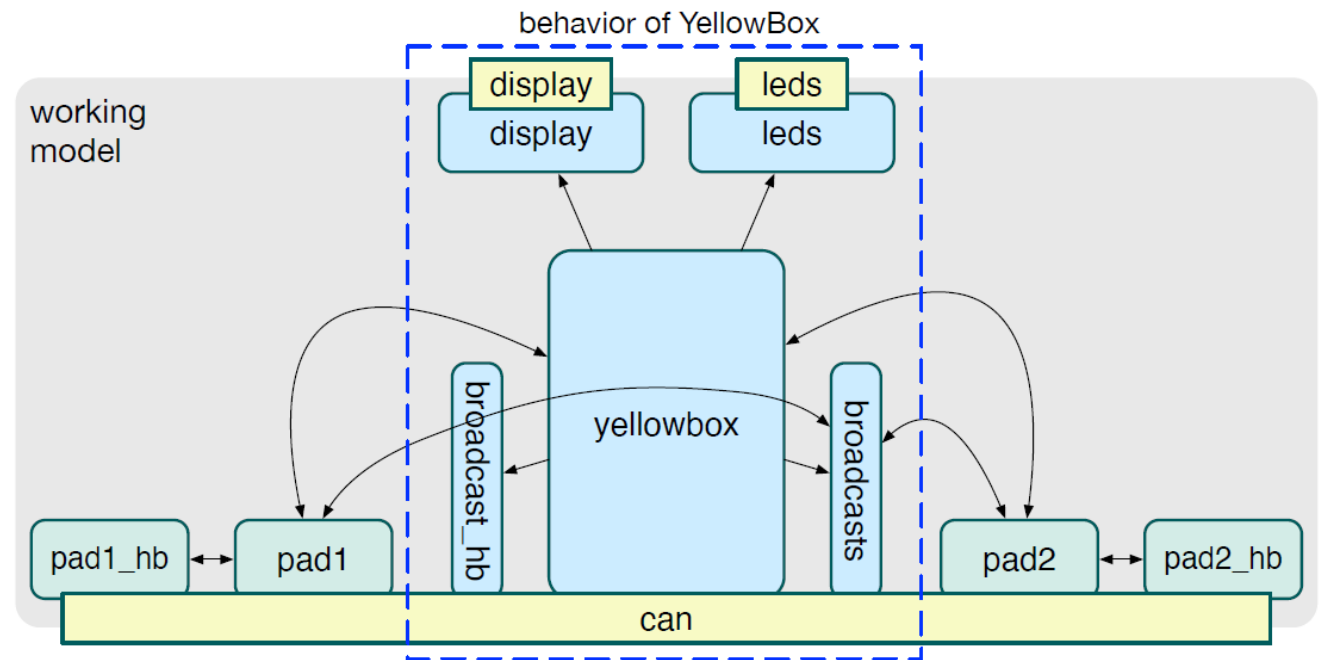 behavior of YellowBox
working
model
display
leds
display
leds
broadcast_hb
yellowbox
broadcasts
pad1_hb
pad1
pad2
pad2_hb
can